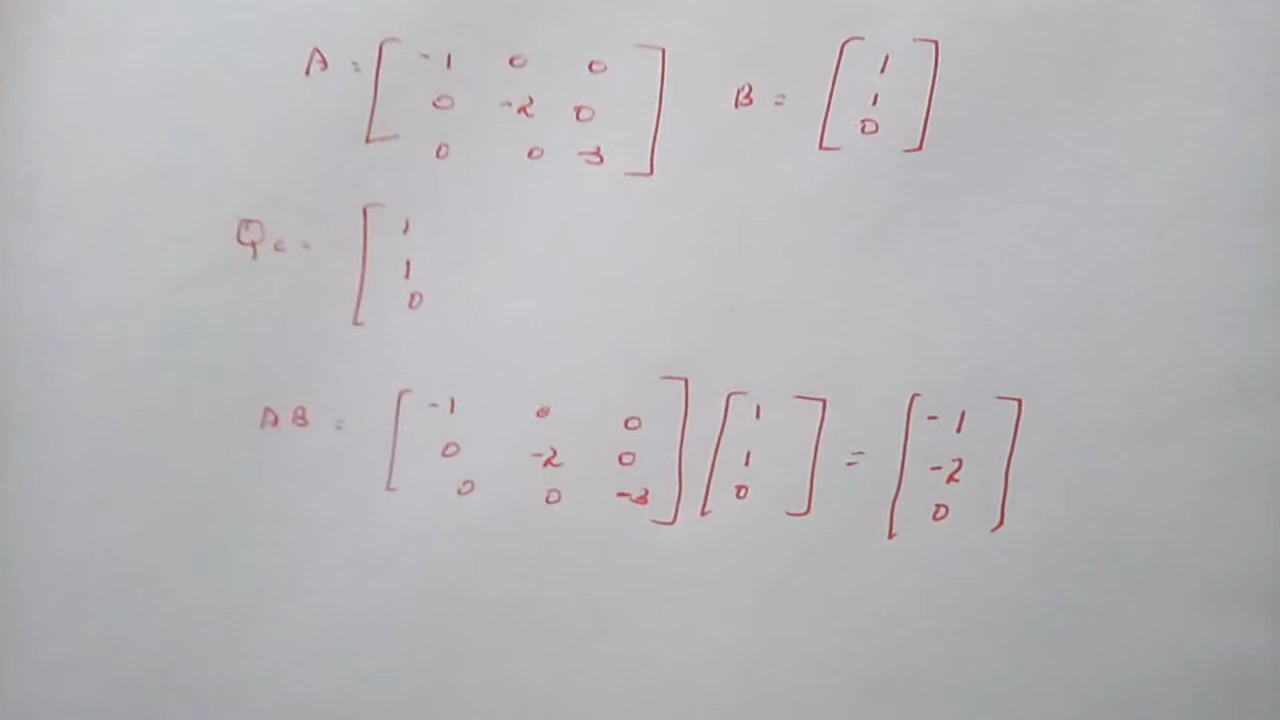 A = [ -1 0 0 B = [ 1
0 -2 0 1
0 0 -3 ] 0 ]
Qc = [ 1
1
0
AB = [ -1 0 0 ] [ 1 ] = [ -1 ]
0 -2 0 1 -2
0 0 -3 0 0